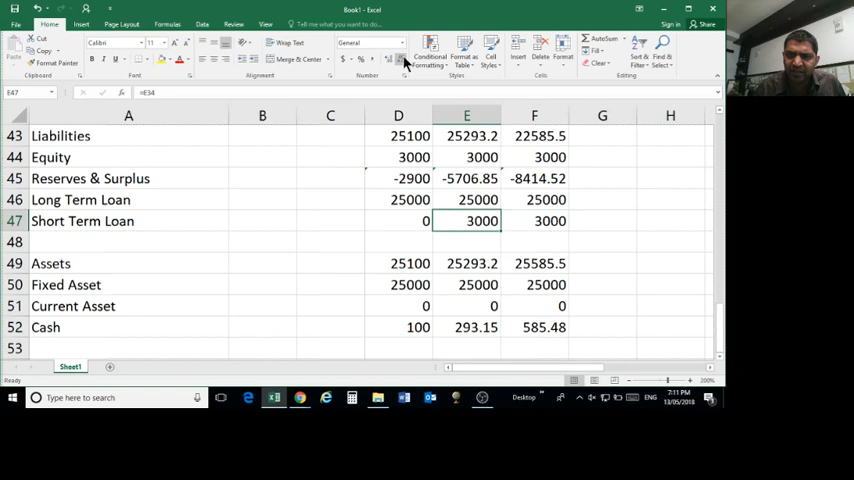 Book1 - Excel
Sign in Share
File Home Insert Page Layout Formulas Data Review View Tell me what you want to do
Cut
Copy
Format Painter
Paste
Clipboard
Calibri 11
B I U
Font
Wrap Text
Merge & Center
Alignment
General
$ % ,
Number
Conditional Formatting
Format as Table
Cell Styles
Styles
Insert Delete Format
Cells
AutoSum
Fill
Clear
Sort & Filter
Find & Select
Editing
E47 fx =E34
A B C D E F G H
43 Liabilities 25100 25293.2 22585.5
44 Equity 3000 3000 3000
45 Reserves & Surplus -2900 -5706.85 -8414.52
46 Long Term Loan 25000 25000 25000
47 Short Term Loan 0 3000 3000
48
49 Assets 25100 25293.2 25585.5
50 Fixed Asset 25000 25000 25000
51 Current Asset 0 0 0
52 Cash 100 293.15 585.48
53
Sheet1
Ready 200%
Type here to search
Desktop ENG 7:11 PM
13/05/2018